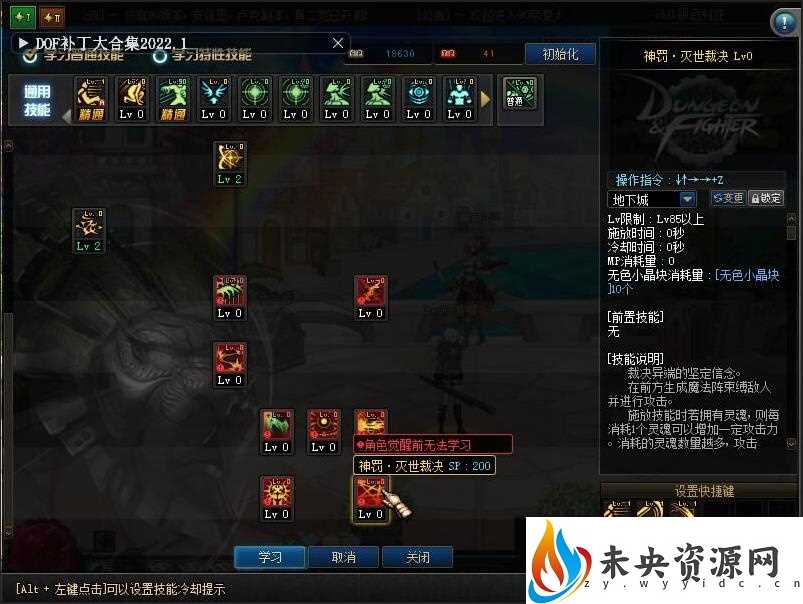 DOF补丁大合集2022.1
学习普通技能 学习特性技能
19630 41 初始化
通用
技能
Lv 0 Lv 0 Lv 0 Lv 0 Lv 0 Lv 0 Lv 0 Lv 0
精通 精通
普通
Lv 2
Lv 2
Lv 0 Lv 0
Lv 0
Lv 0 Lv 0
角色觉醒前无法学习
神罚·灭世裁决 SP : 200
Lv 0 Lv 0
学习 取消 关闭
[Alt + 左键点击]可以设置技能冷却提示
神罚·灭世裁决 Lv0
DUNGEON
& FIGHTER
操作指令 : ↓↑→→+Z
地下城 变更 锁定
Lv限制 : Lv85以上
施放时间 : 0秒
冷却时间 : 0秒
MP消耗量 : 0
无色小晶块消耗量 : [无色小晶块
]10个
[前置技能]
无
[技能说明]
裁决异端的坚定信念。
在前方生成魔法阵束缚敌人
并进行攻击。
施放技能时若拥有灵魂, 则每
消耗1个灵魂可以增加一定攻击力
。消耗的灵魂数量越多, 攻击
设置快捷键
未央资源网
zy.wyyidc.cn